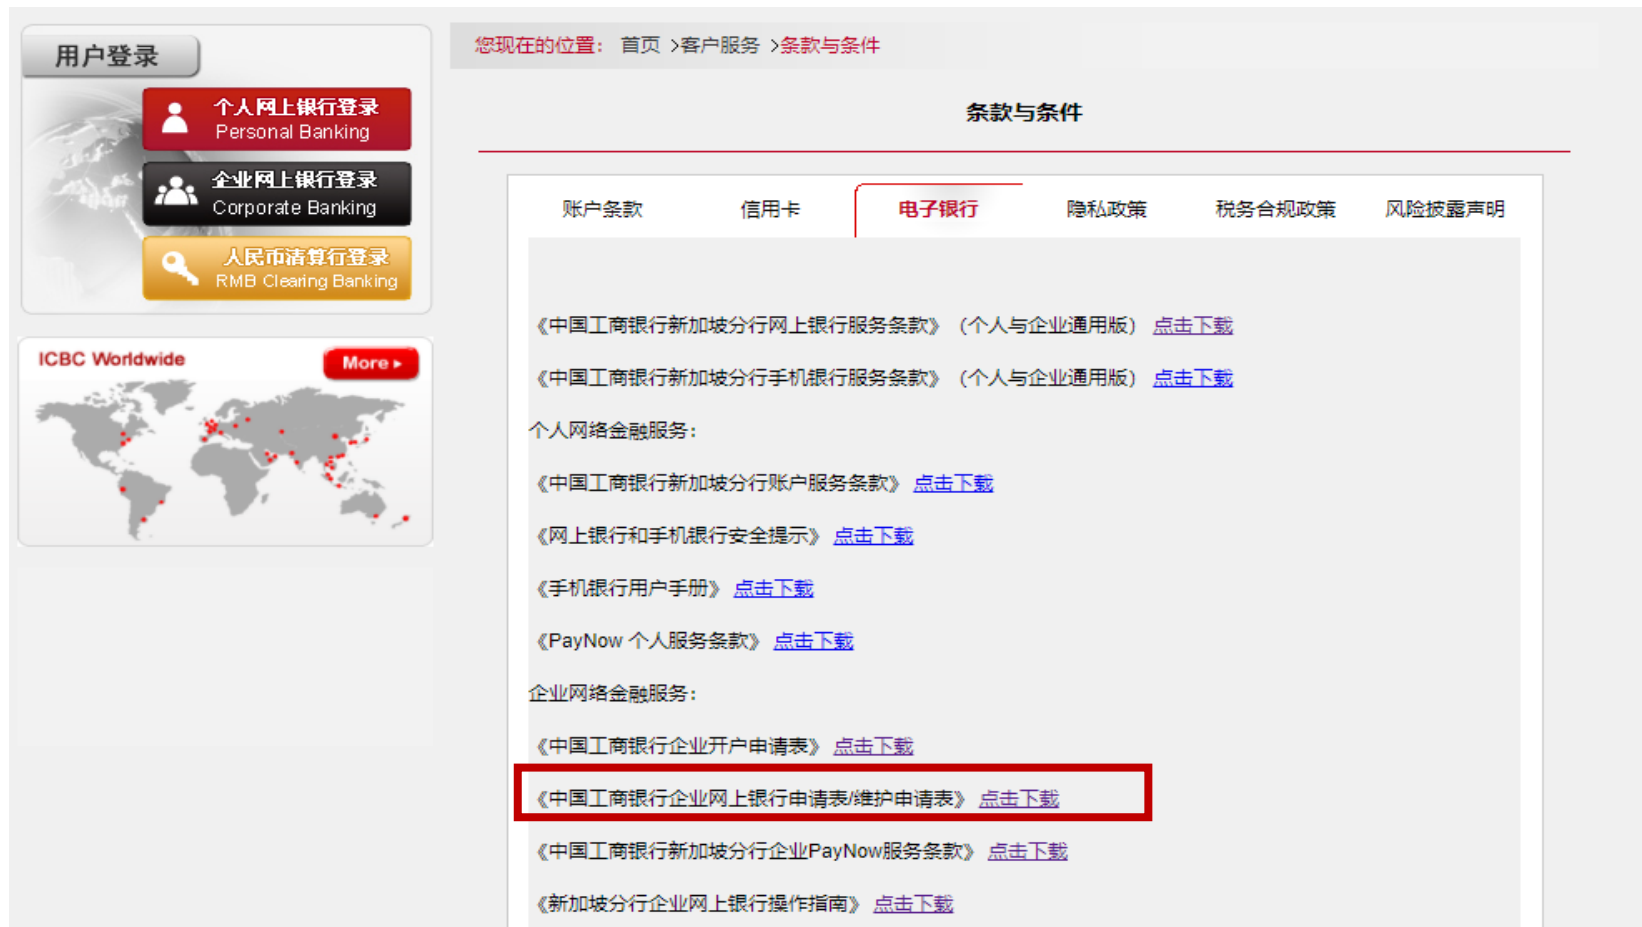 用户登录
个人网上银行登录
Personal Banking
企业网上银行登录
Corporate Banking
人民币清算行登录
RMB Clearing Banking
ICBC Worldwide
More
您现在的位置： 首页 >客户服务 >条款与条件
条款与条件
账户条款 信用卡 电子银行 隐私政策 税务合规政策 风险披露声明
《中国工商银行新加坡分行网上银行服务条款》（个人与企业通用版） 点击下载
《中国工商银行新加坡分行手机银行服务条款》（个人与企业通用版） 点击下载
个人网络金融服务：
《中国工商银行新加坡分行账户服务条款》 点击下载
《网上银行和手机银行安全提示》 点击下载
《手机银行用户手册》 点击下载
《PayNow 个人服务条款》 点击下载
企业网络金融服务：
《中国工商银行企业开户申请表》 点击下载
《中国工商银行企业网上银行申请表/维护申请表》 点击下载
《中国工商银行新加坡分行企业PayNow服务条款》 点击下载
《新加坡分行企业网上银行操作指南》 点击下载